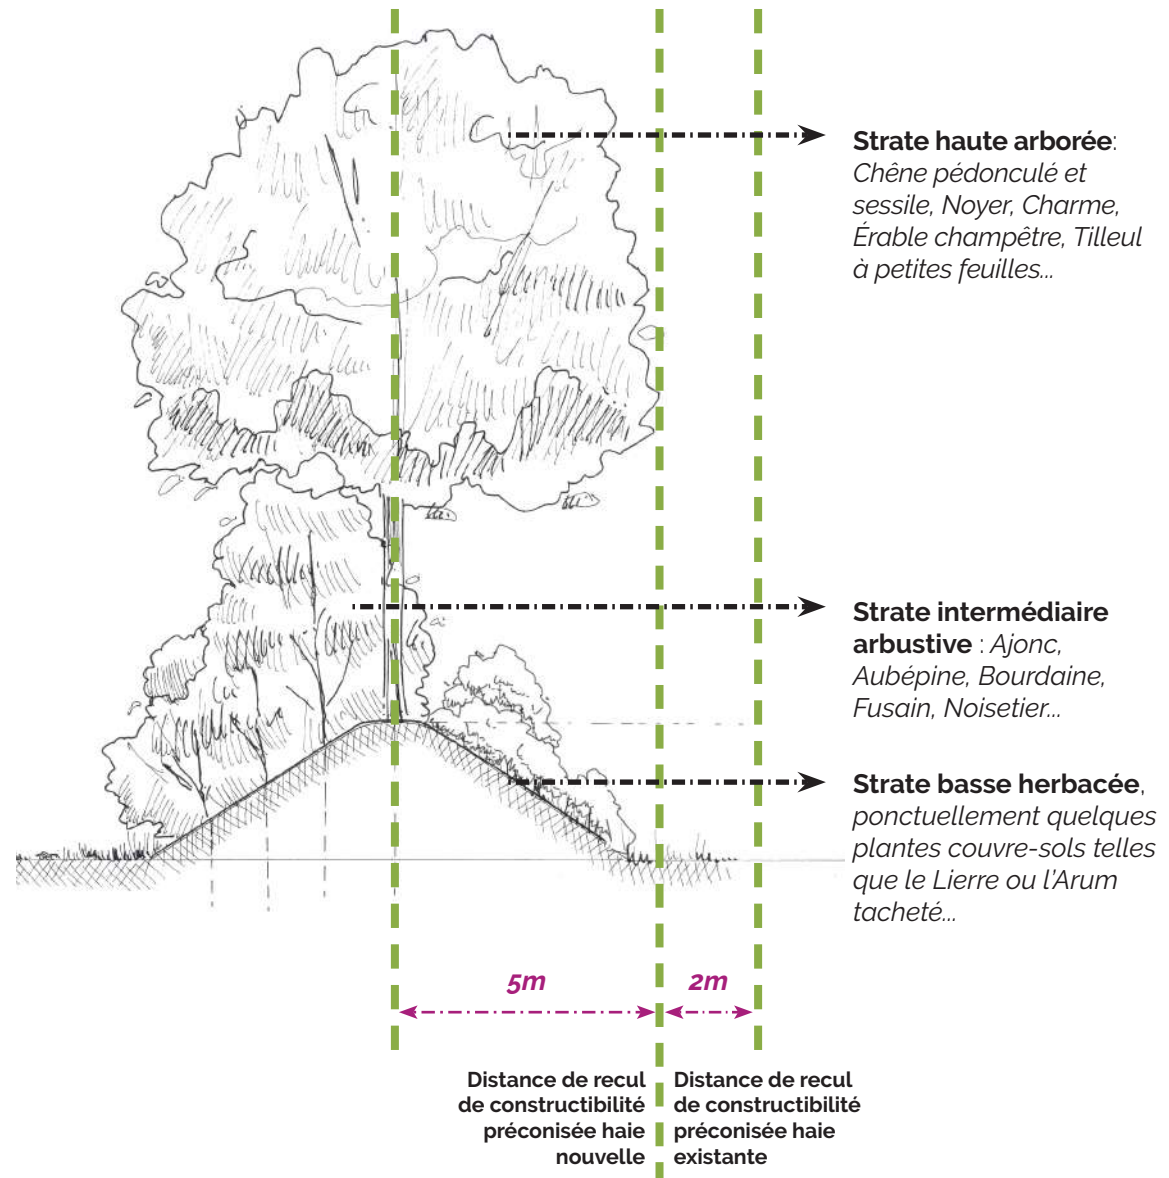 Strate haute arborée:
Chêne pédonculé et
sessile, Noyer, Charme,
Érable champêtre, Tilleul
à petites feuilles...
Strate intermédiaire
arbustive : Ajonc,
Aubépine, Bourdaine,
Fusain, Noisetier...
Strate basse herbacée,
ponctuellement quelques
plantes couvre-sols telles
que le Lierre ou l'Arum
tacheté...
5m
2m
Distance de recul
de constructibilité
préconisée haie
nouvelle
Distance de recul
de constructibilité
préconisée haie
existante